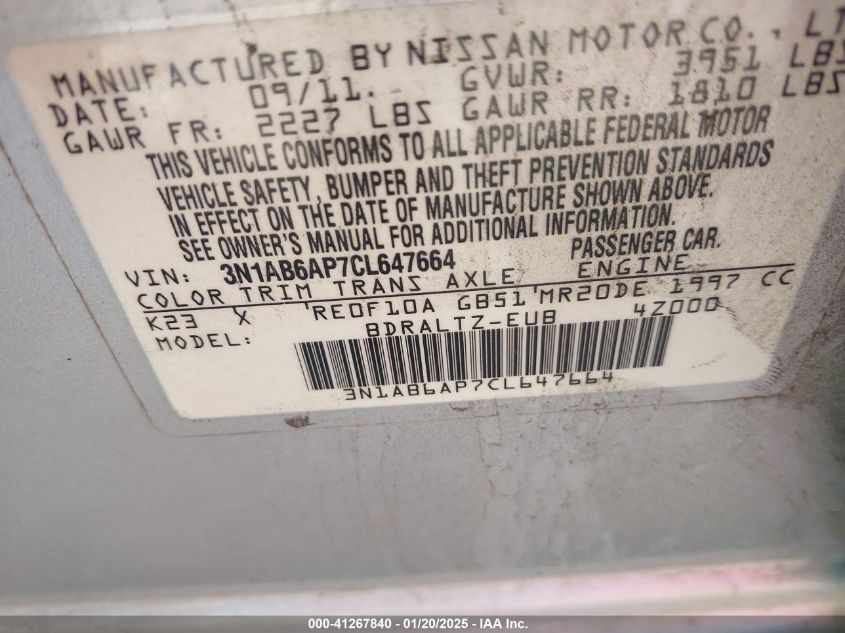 MANUFACTURED BY NISSAN MOTOR CO., LT
DATE: 09/11. GVWR: 3951 LBS
GAWR FR: 2227 LBS GAWR RR: 1810 LBS
THIS VEHICLE CONFORMS TO ALL APPLICABLE FEDERAL MOTOR
VEHICLE SAFETY, BUMPER AND THEFT PREVENTION STANDARDS
IN EFFECT ON THE DATE OF MANUFACTURE SHOWN ABOVE.
SEE OWNER'S MANUAL FOR ADDITIONAL INFORMATION.
VIN: 3N1AB6AP7CL647664 PASSENGER CAR.
COLOR TRIM TRANS AXLE ENGINE
K23 X RE0F10A GB51 MR20DE 1997 CC
MODEL: BDRALTZ-EUB 4Z000
3N1AB6AP7CL647664
000-41267840 - 01/20/2025 - IAA Inc.